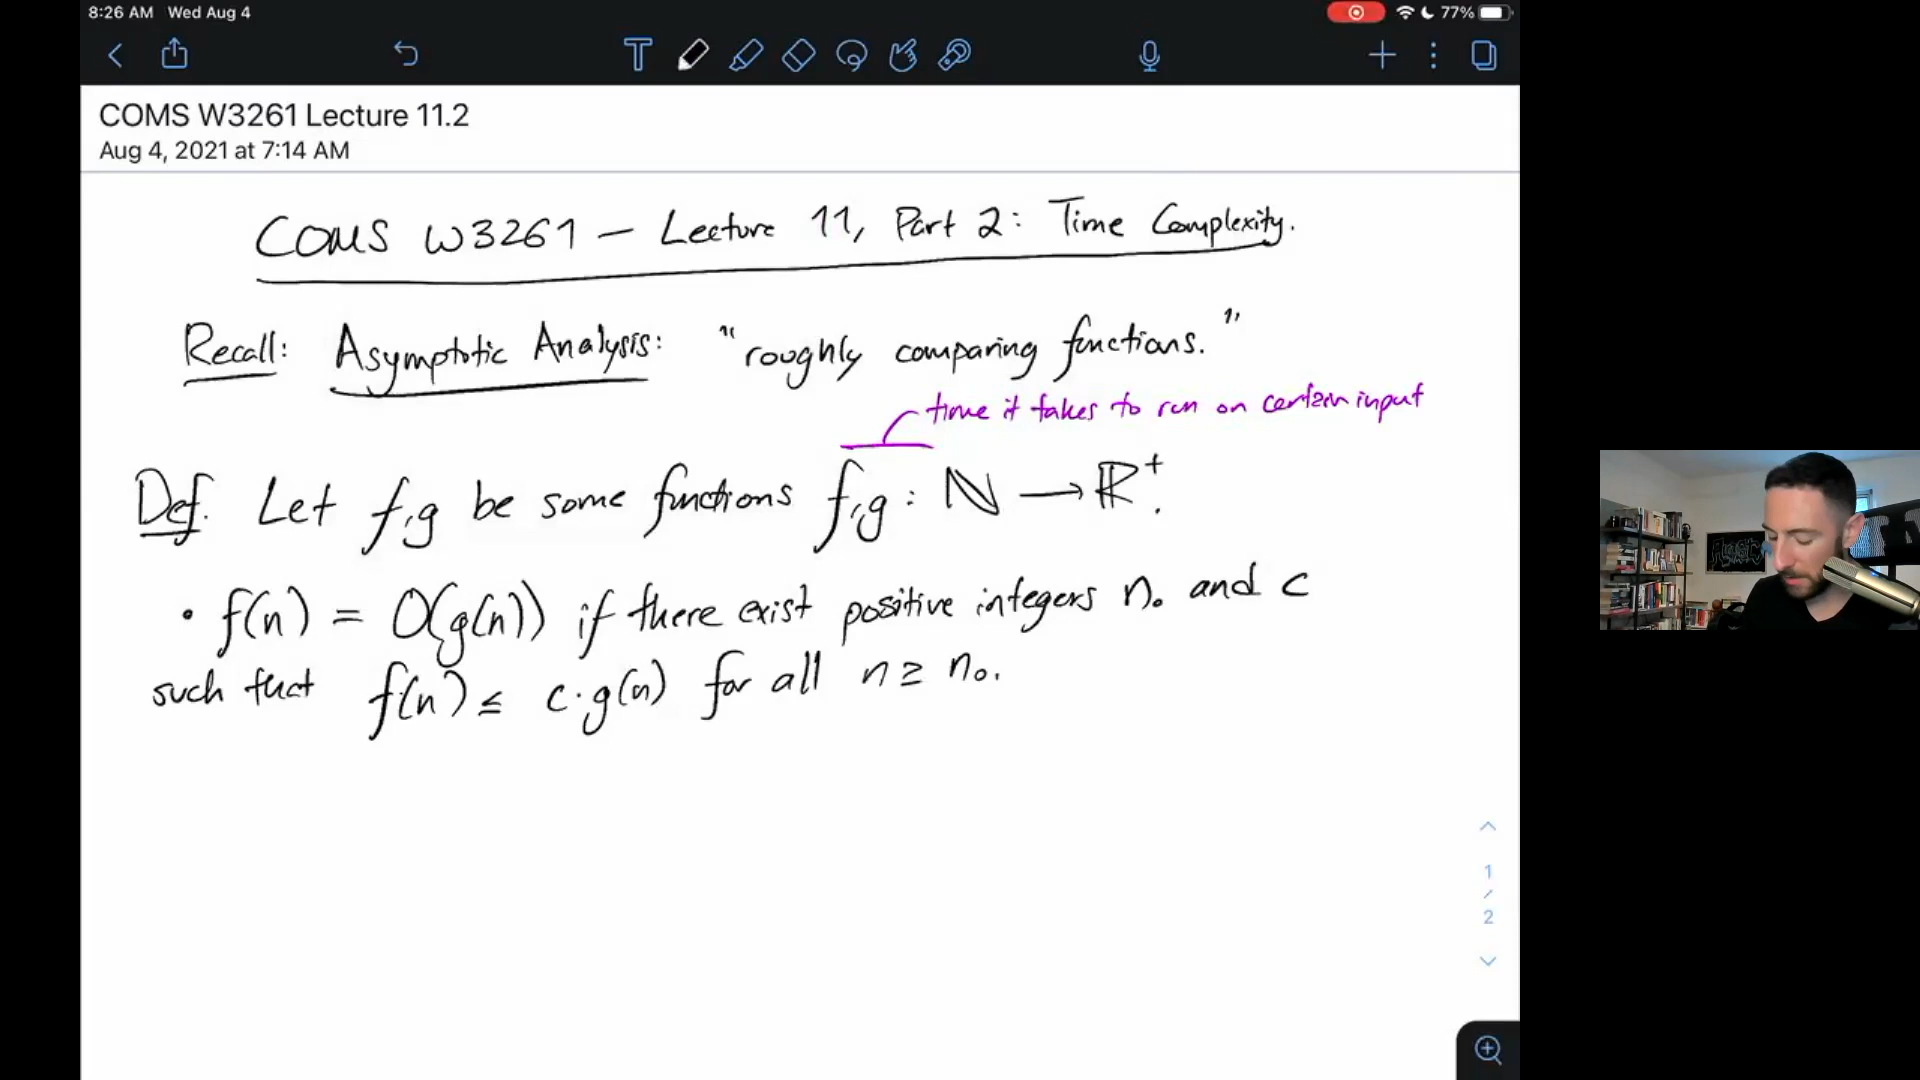 8:26 AM Wed Aug 4
77%
COMS W3261 Lecture 11.2
Aug 4, 2021 at 7:14 AM
COMS W3261 – Lecture 11, Part 2: Time Complexity.
Recall: Asymptotic Analysis: "roughly comparing functions."
time it takes to run on certain input
Def. Let f,g be some functions f,g : ℕ → ℝ⁺.
• f(n) = O(g(n)) if there exist positive integers n₀ and c
such that f(n) ≤ c·g(n) for all n ≥ n₀.
1
/
2